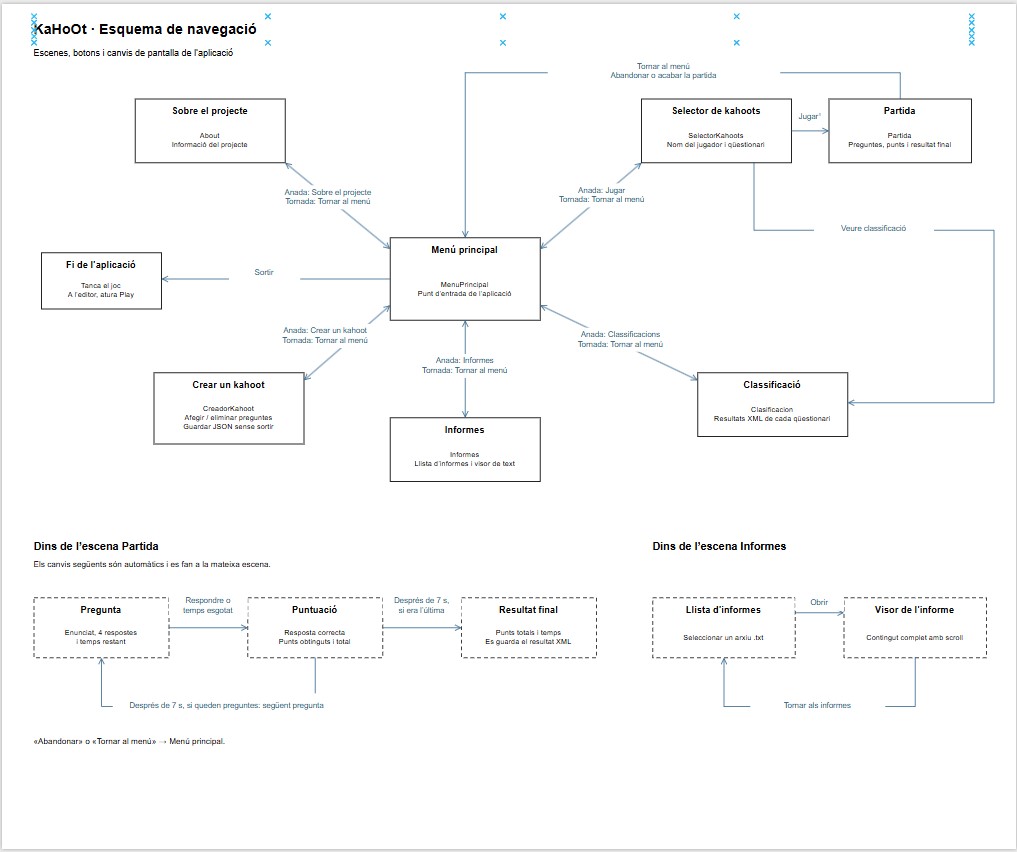 KaHoOt · Esquema de navegació
Escenes, botons i canvis de pantalla de l'aplicació
Tornar al menú
Abandonar o acabar la partida
Sobre el projecte
About
Informació del projecte
Selector de kahoots
SelectorKahoots
Nom del jugador i qüestionari
Jugar¹
Partida
Partida
Preguntes, punts i resultat final
Anada: Sobre el projecte
Tornada: Tornar al menú
Anada: Jugar
Tornada: Tornar al menú
Veure classificació
Menú principal
MenuPrincipal
Punt d'entrada de l'aplicació
Fi de l'aplicació
Tanca el joc
A l'editor, atura Play
Sortir
Anada: Crear un kahoot
Tornada: Tornar al menú
Anada: Informes
Tornada: Tornar al menú
Anada: Classificacions
Tornada: Tornar al menú
Crear un kahoot
CreadorKahoot
Afegir / eliminar preguntes
Guardar JSON sense sortir
Informes
Informes
Llista d'informes i visor de text
Classificació
Clasificacion
Resultats XML de cada qüestionari
Dins de l'escena Partida
Els canvis següents són automàtics i es fan a la mateixa escena.
Pregunta
Enunciat, 4 respostes
i temps restant
Respondre o
temps esgotat
Puntuació
Resposta correcta
Punts obtinguts i total
Després de 7 s,
si era l'última
Resultat final
Punts totals i temps
Es guarda el resultat XML
Després de 7 s, si queden preguntes: següent pregunta
«Abandonar» o «Tornar al menú» → Menú principal.
Dins de l'escena Informes
Llista d'informes
Seleccionar un arxiu .txt
Obrir
Visor de l'informe
Contingut complet amb scroll
Tornar als informes